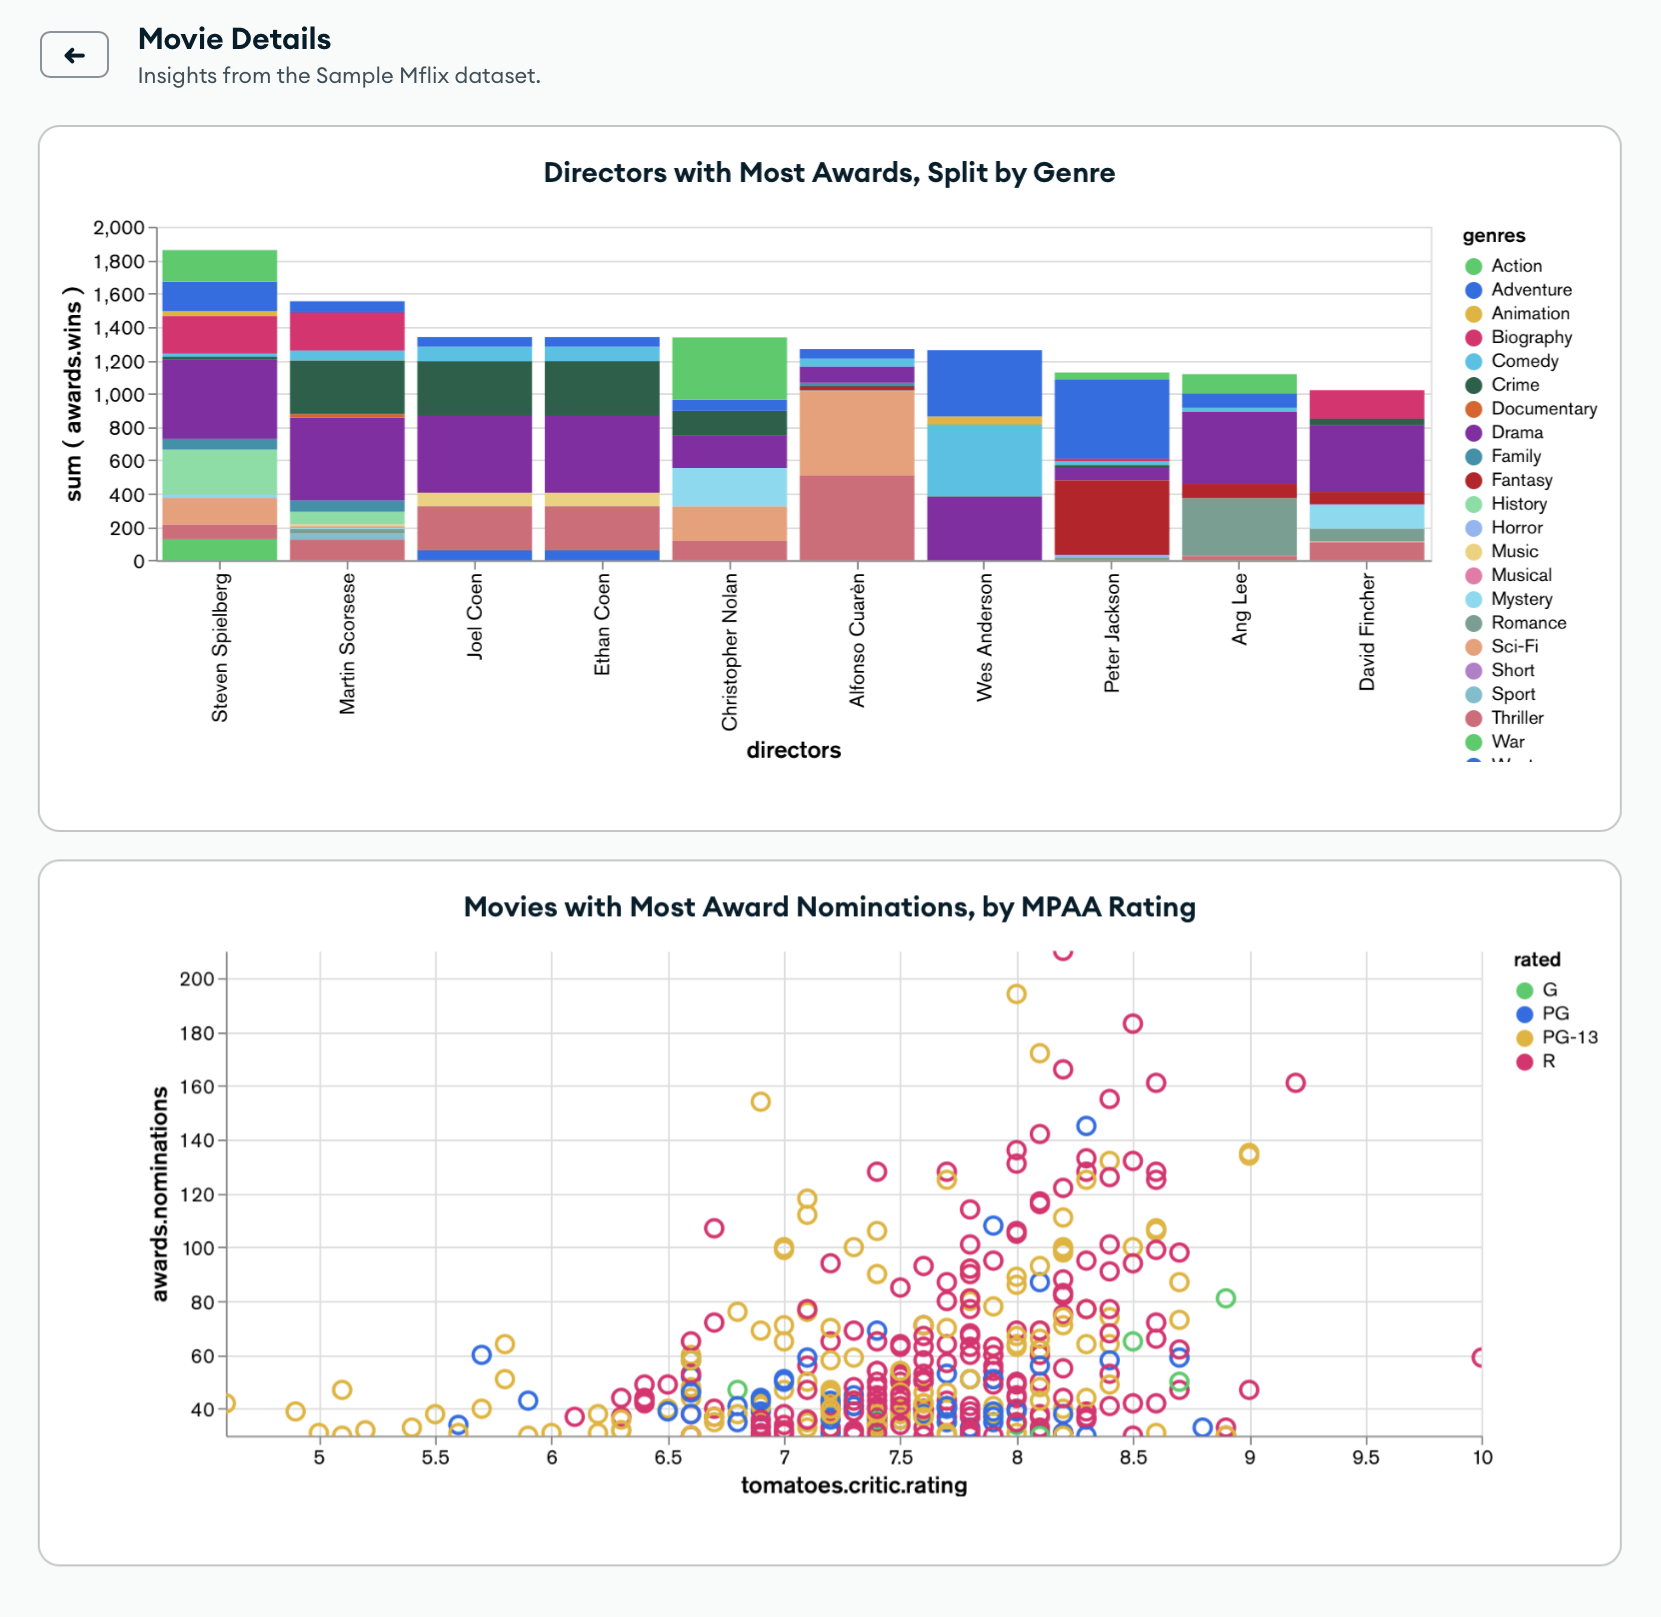 Movie Details
Insights from the Sample Mflix dataset.
Directors with Most Awards, Split by Genre
2,000
1,800
1,600
1,400
1,200
1,000
800
600
400
200
0
sum ( awards.wins )
Steven Spielberg
Martin Scorsese
Joel Coen
Ethan Coen
Christopher Nolan
Alfonso Cuarèn
Wes Anderson
Peter Jackson
Ang Lee
David Fincher
directors
genres
Action
Adventure
Animation
Biography
Comedy
Crime
Documentary
Drama
Family
Fantasy
History
Horror
Music
Musical
Mystery
Romance
Sci-Fi
Short
Sport
Thriller
War
Movies with Most Award Nominations, by MPAA Rating
200
180
160
140
120
100
80
60
40
awards.nominations
5
5.5
6
6.5
7
7.5
8
8.5
9
9.5
10
tomatoes.critic.rating
rated
G
PG
PG-13
R